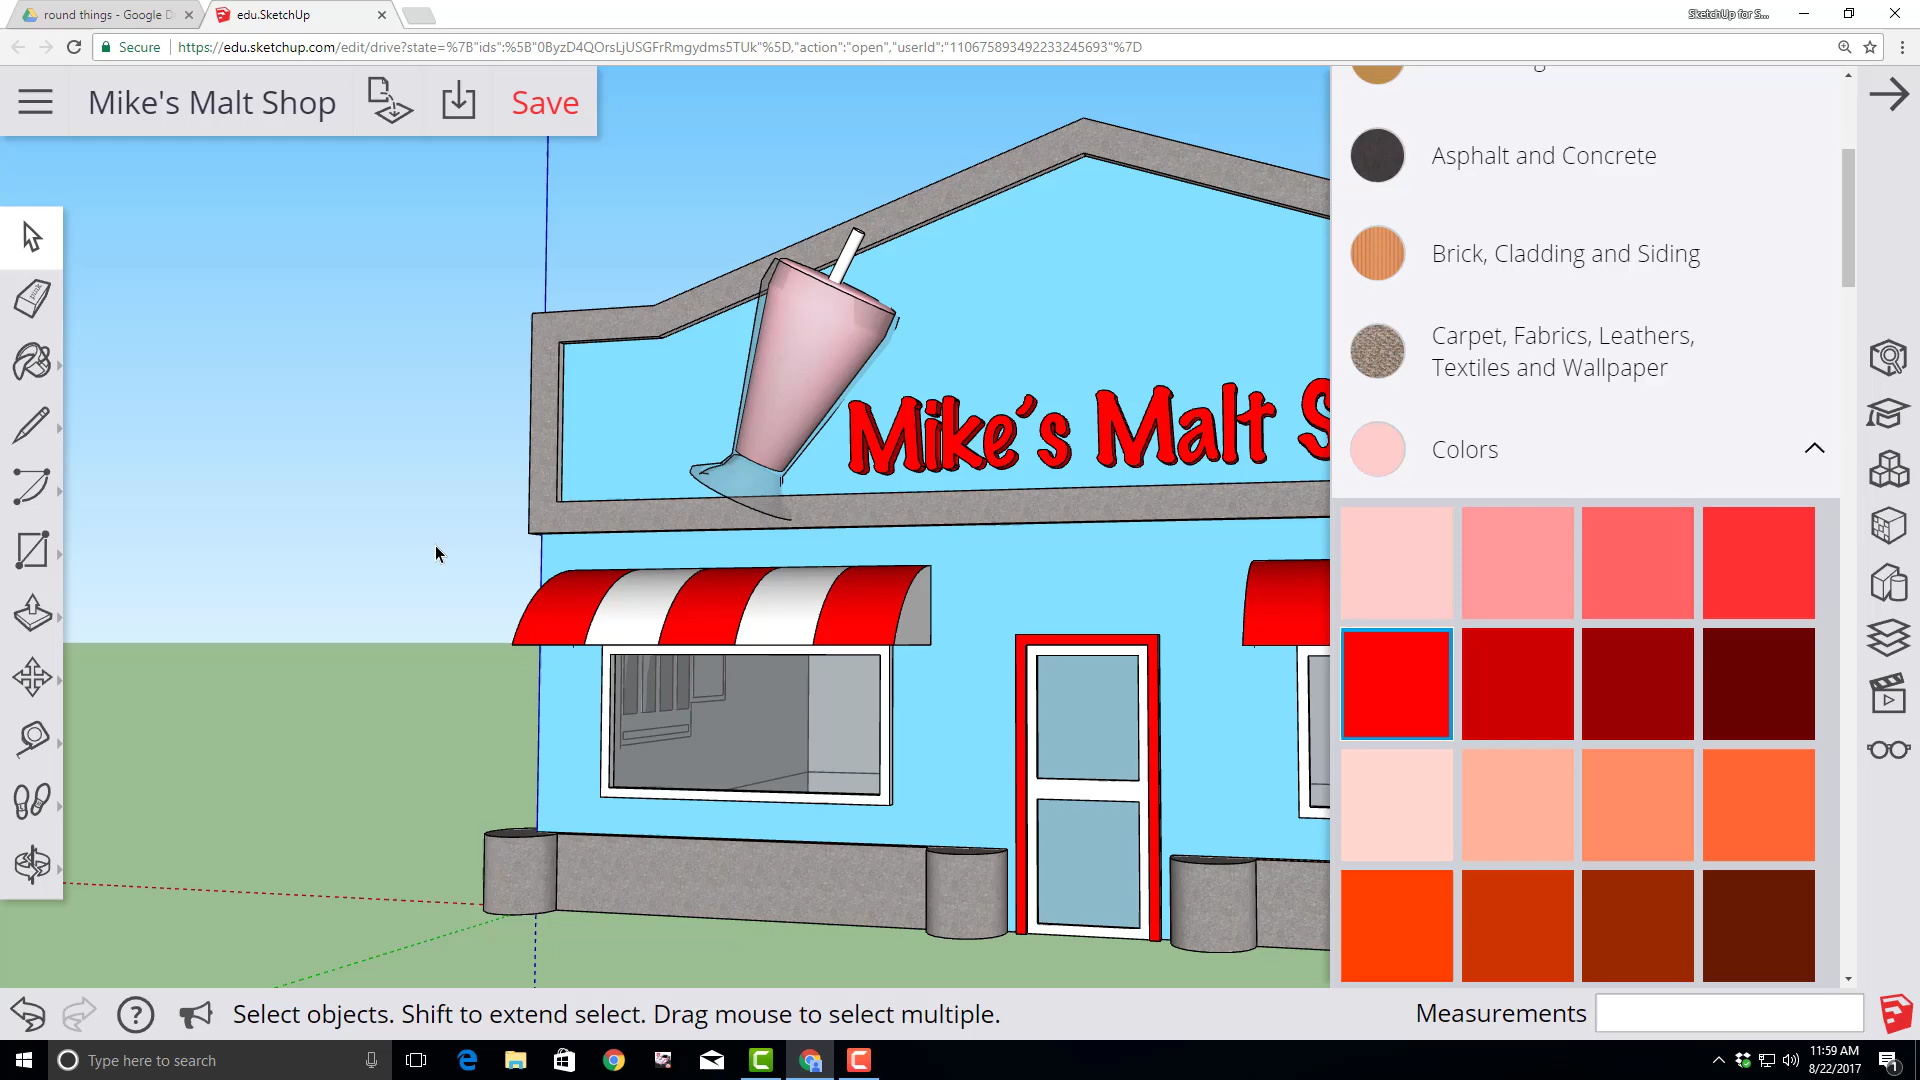 round things - Google D
edu.SketchUp
SketchUp for S...
Secure
https://edu.sketchup.com/edit/drive?state=%7B"ids":%5B"0ByzD4QOrsLjUSGFrRmgydms5TUk"%5D,"action":"open","userId":"110675893492233245693"%7D
Mike's Malt Shop
Save
Asphalt and Concrete
Brick, Cladding and Siding
Carpet, Fabrics, Leathers,
Textiles and Wallpaper
Colors
pink
Mike's Malt S
Select objects. Shift to extend select. Drag mouse to select multiple.
Measurements
Type here to search
11:59 AM
8/22/2017
1